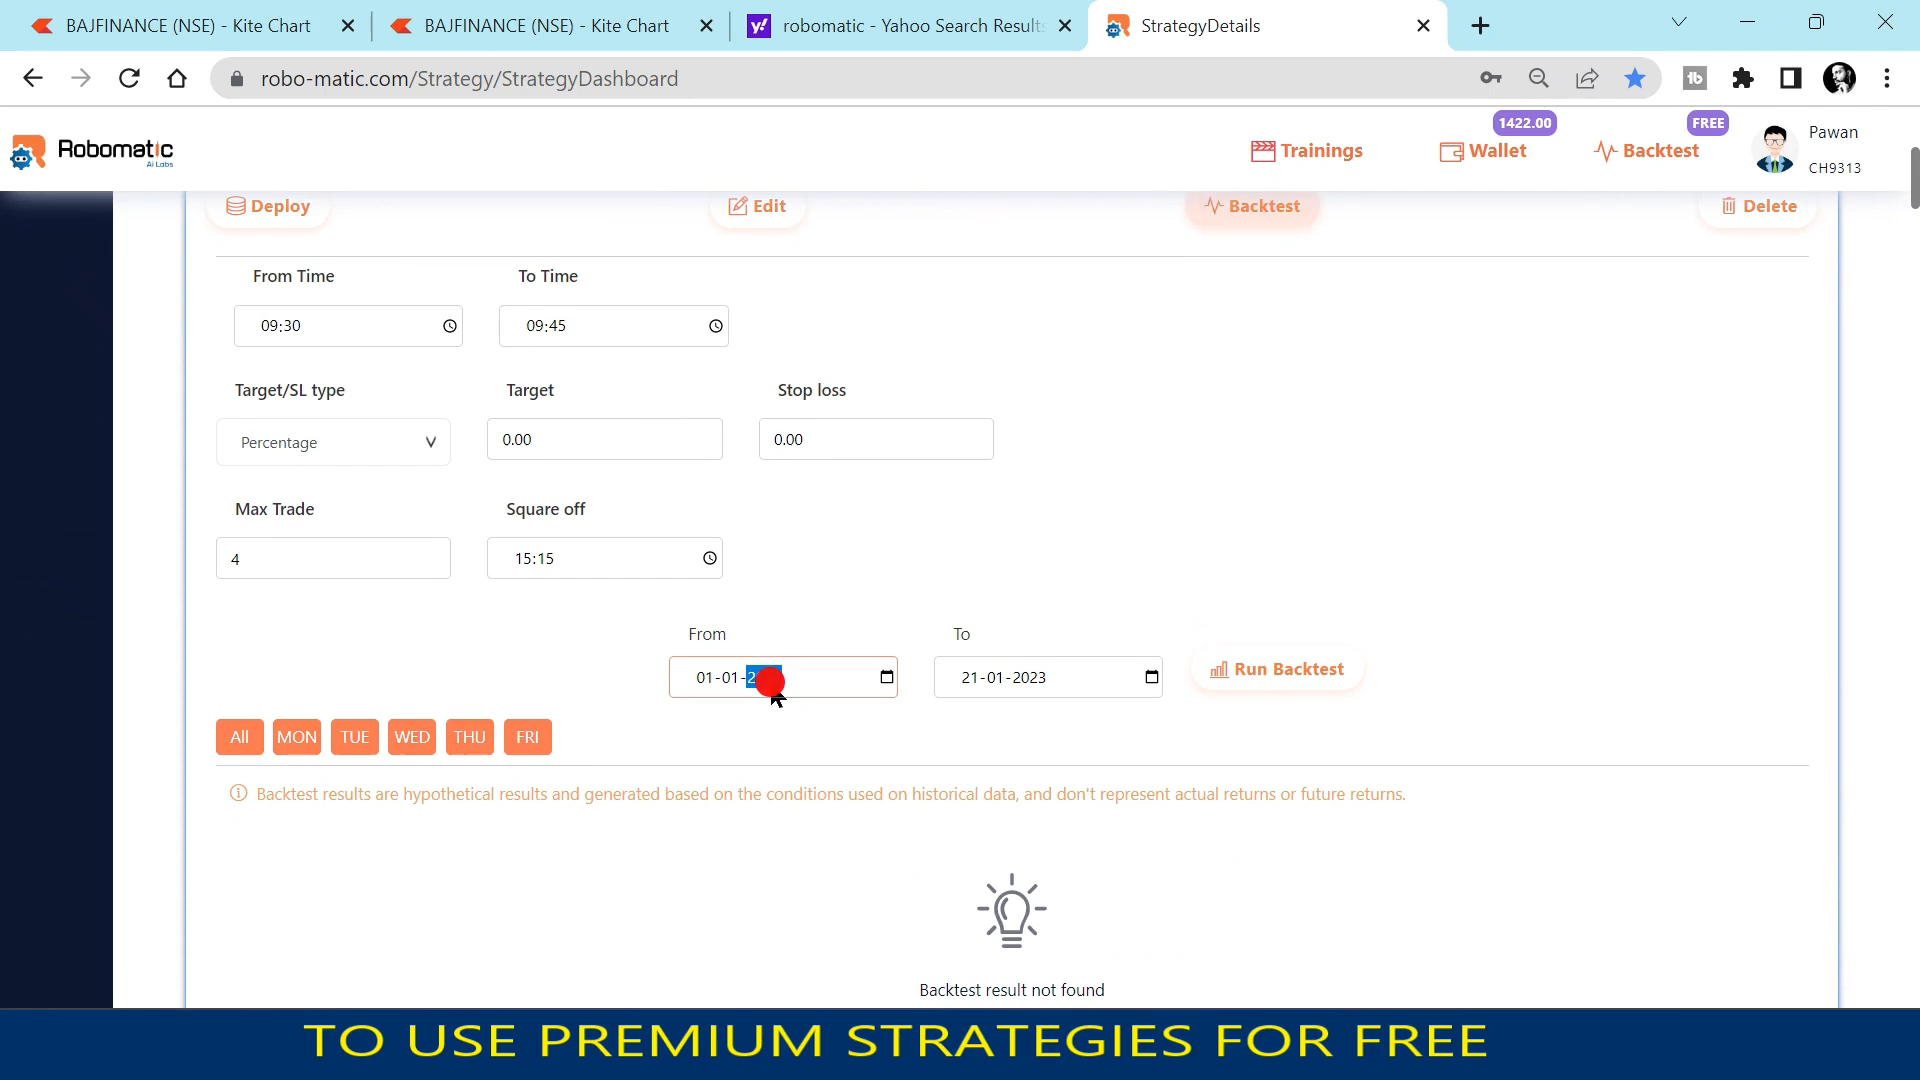 BAJFINANCE (NSE) - Kite Chart
BAJFINANCE (NSE) - Kite Chart
robomatic - Yahoo Search Results
StrategyDetails
robo-matic.com/Strategy/StrategyDashboard
Robomatic
Ai Labs
Trainings
1422.00
Wallet
FREE
Backtest
Pawan
CH9313
Deploy
Edit
Backtest
Delete
From Time
To Time
09:30
09:45
Target/SL type
Target
Stop loss
Percentage
0.00
0.00
Max Trade
Square off
4
15:15
From
To
01-01-2
21-01-2023
Run Backtest
All
MON
TUE
WED
THU
FRI
Backtest results are hypothetical results and generated based on the conditions used on historical data, and don't represent actual returns or future returns.
Backtest result not found
TO USE PREMIUM STRATEGIES FOR FREE